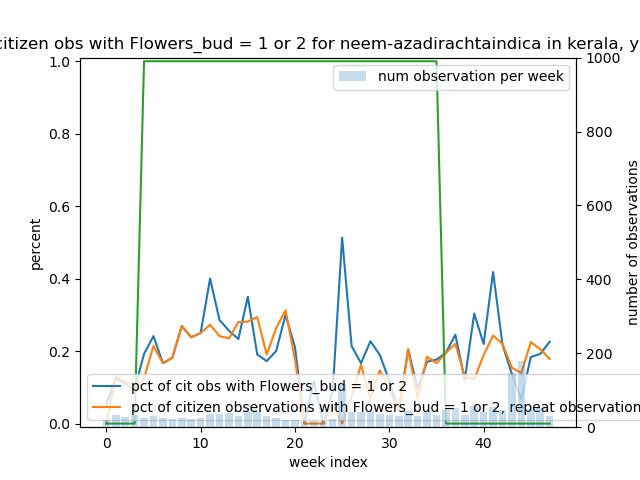 citizen obs with Flowers_bud = 1 or 2 for neem-azadirachtaindica in kerala, y
num observation per week
percent
1.0
0.8
0.6
0.4
0.2
0.0
1000
800
600
400
200
0
number of observations
pct of cit obs with Flowers_bud = 1 or 2
pct of citizen observations with Flowers_bud = 1 or 2, repeat observation
0 10 20 30 40
week index